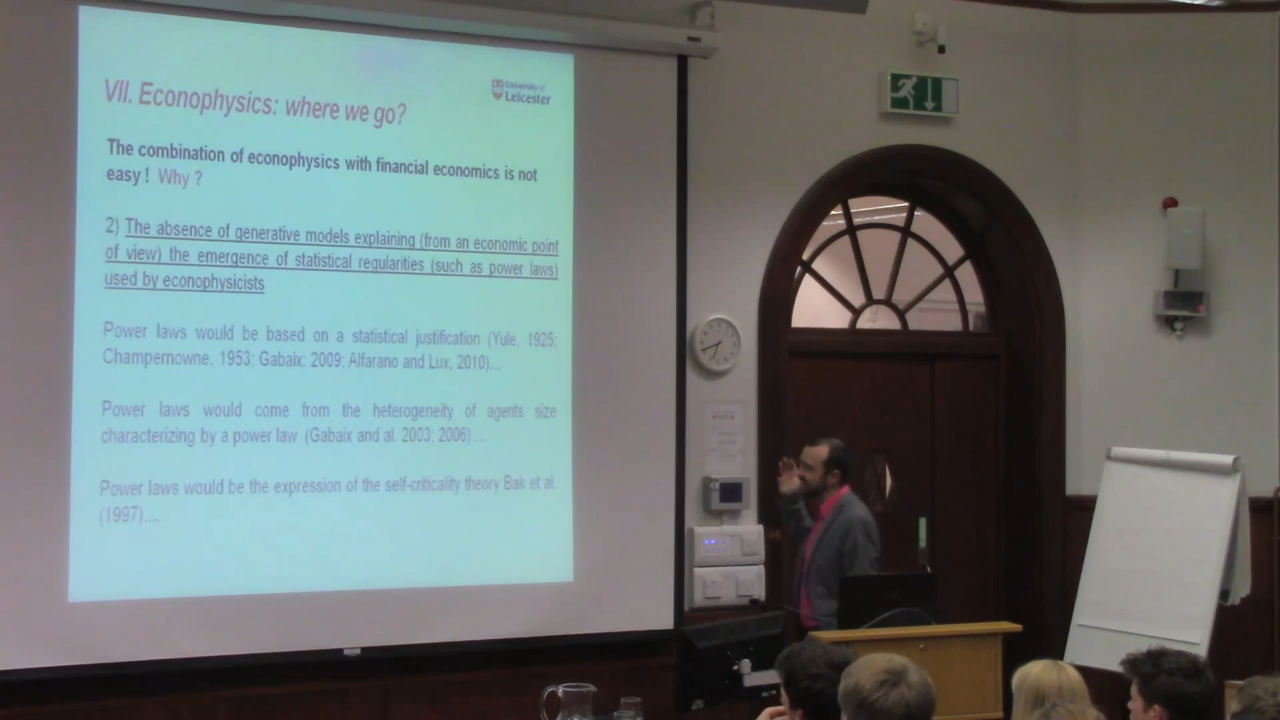 VII. Econophysics: where we go?
University of
Leicester
The combination of econophysics with financial economics is not
easy ! Why ?
2) The absence of generative models explaining (from an economic point
of view) the emergence of statistical regularities (such as power laws)
used by econophysicists
Power laws would be based on a statistical justification (Yule, 1925;
Champernowne, 1953; Gabaix; 2009; Alfarano and Lux, 2010)...
Power laws would come from the heterogeneity of agents size
characterizing by a power law (Gabaix and al. 2003; 2006) ...
Power laws would be the expression of the self-criticality theory Bak et al.
(1997)....